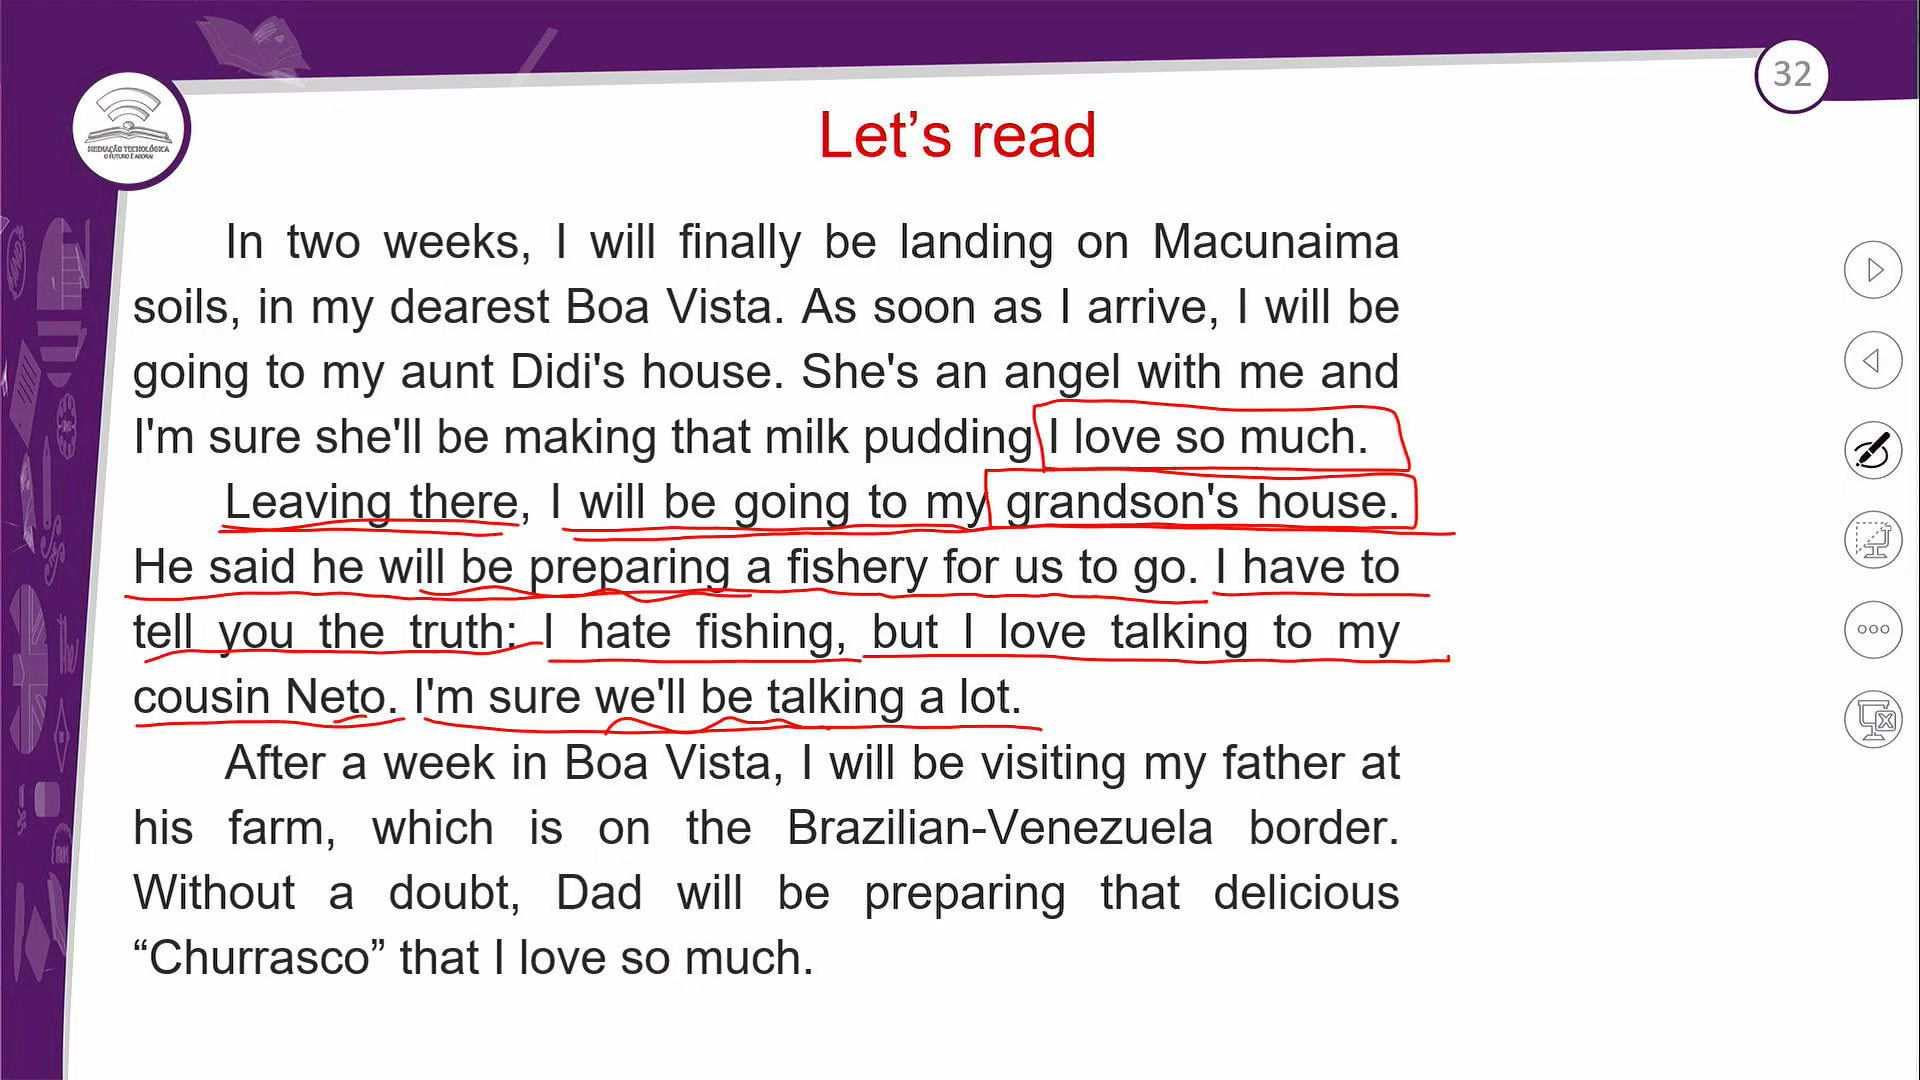 32
MEDIAÇÃO TECNOLÓGICA
O FUTURO É AGORA!
Let's read
In two weeks, I will finally be landing on Macunaima
soils, in my dearest Boa Vista. As soon as I arrive, I will be
going to my aunt Didi's house. She's an angel with me and
I'm sure she'll be making that milk pudding I love so much.
Leaving there, I will be going to my grandson's house.
He said he will be preparing a fishery for us to go. I have to
tell you the truth: I hate fishing, but I love talking to my
cousin Neto. I'm sure we'll be talking a lot.
After a week in Boa Vista, I will be visiting my father at
his farm, which is on the Brazilian-Venezuela border.
Without a doubt, Dad will be preparing that delicious
“Churrasco” that I love so much.